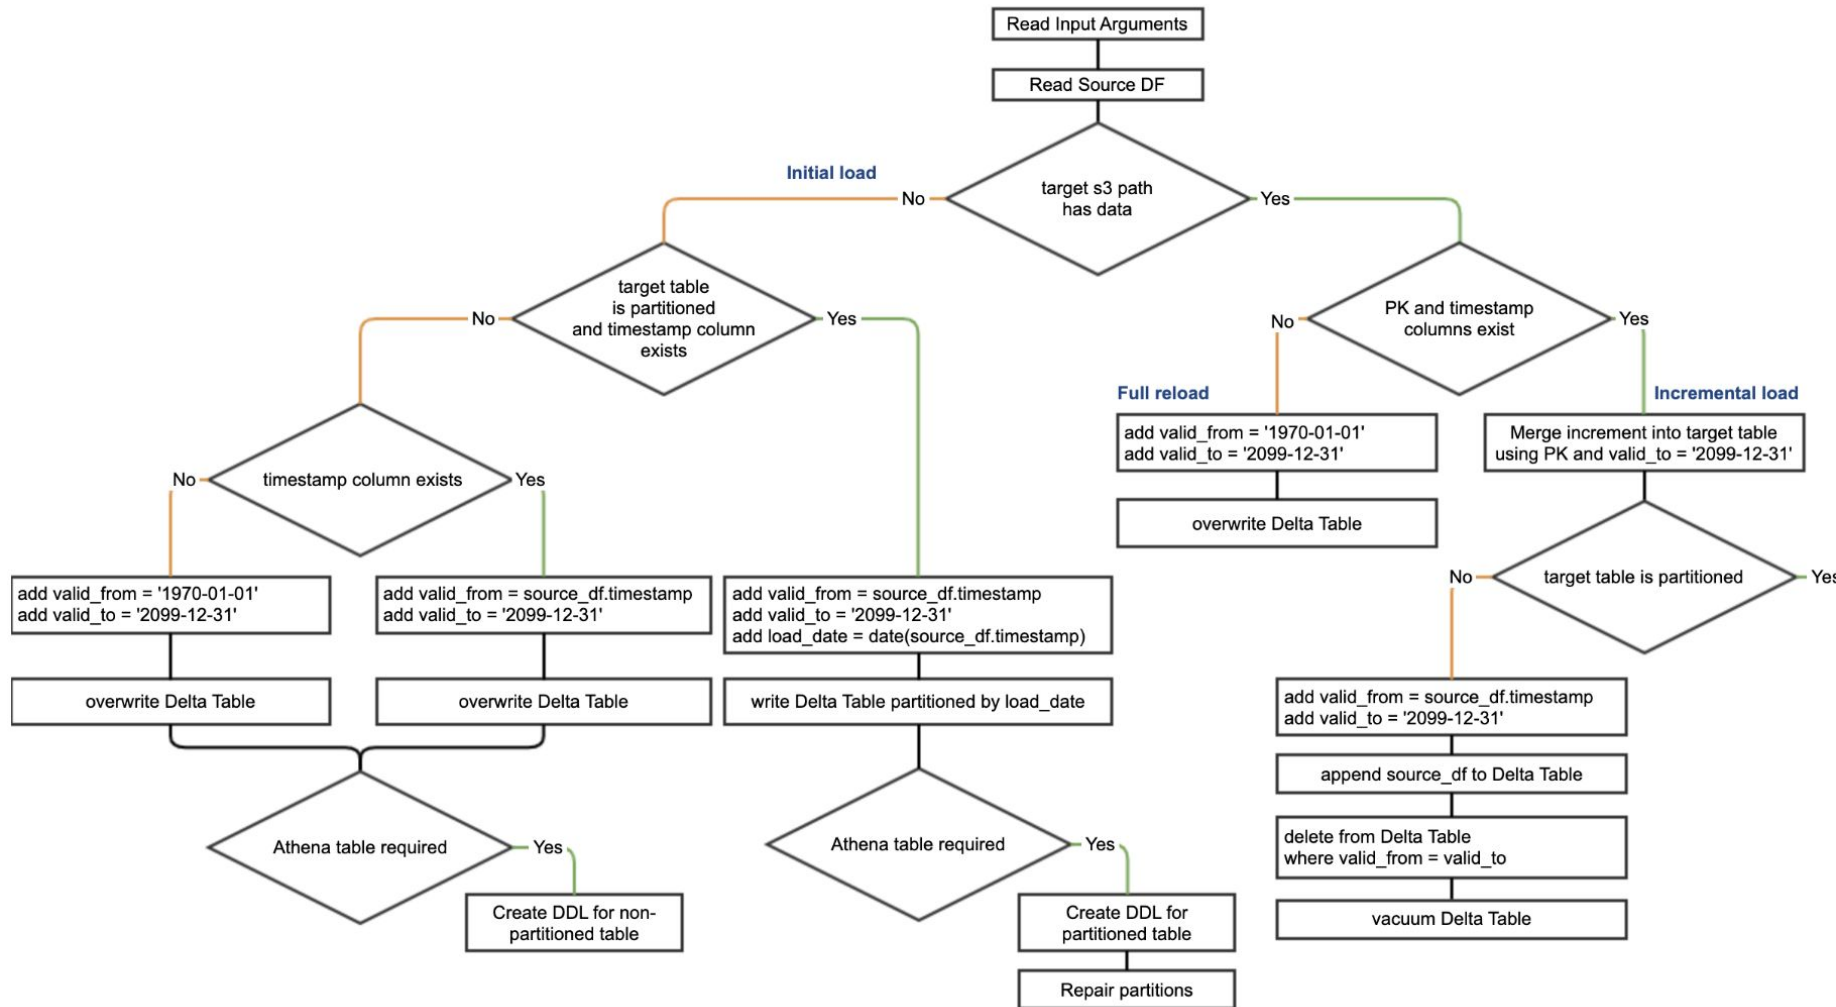 Read Input Arguments
Read Source DF
target s3 path
has data
Initial load
No
Yes
target table
is partitioned
and timestamp column
exists
No
Yes
PK and timestamp
columns exist
No
Yes
Full reload
Incremental load
add valid_from = '1970-01-01'
add valid_to = '2099-12-31'
overwrite Delta Table
Merge increment into target table
using PK and valid_to = '2099-12-31'
timestamp column exists
No
Yes
target table is partitioned
No
Yes
add valid_from = '1970-01-01'
add valid_to = '2099-12-31'
overwrite Delta Table
add valid_from = source_df.timestamp
add valid_to = '2099-12-31'
overwrite Delta Table
add valid_from = source_df.timestamp
add valid_to = '2099-12-31'
add load_date = date(source_df.timestamp)
write Delta Table partitioned by load_date
add valid_from = source_df.timestamp
add valid_to = '2099-12-31'
append source_df to Delta Table
delete from Delta Table
where valid_from = valid_to
vacuum Delta Table
Athena table required
Yes
Create DDL for non-
partitioned table
Athena table required
Yes
Create DDL for
partitioned table
Repair partitions